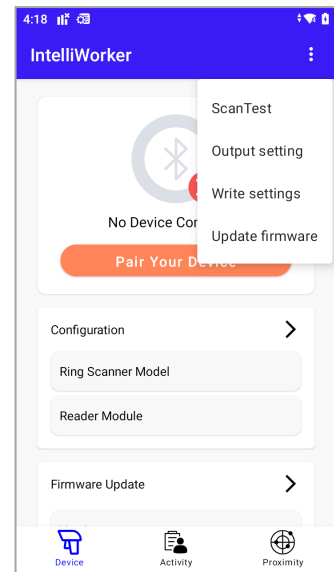 4:18
IntelliWorker
ScanTest
Output setting
Write settings
Update firmware
No Device
Pair Your Device
Configuration
Ring Scanner Model
Reader Module
Firmware Update
Device
Activity
Proximity